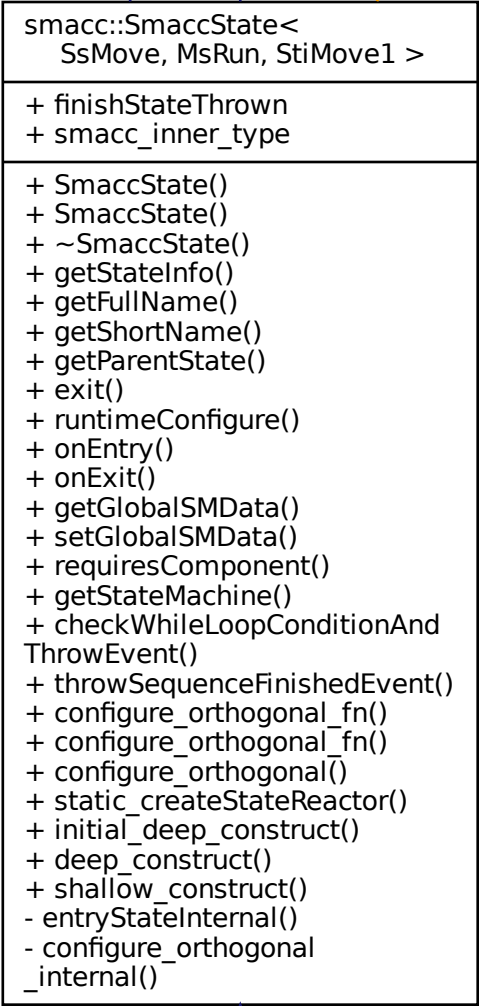 smacc::SmaccState<
SsMove, MsRun, StiMove1 >
+ finishStateThrown
+ smacc_inner_type
+ SmaccState()
+ SmaccState()
+ ~SmaccState()
+ getStateInfo()
+ getFullName()
+ getShortName()
+ getParentState()
+ exit()
+ runtimeConfigure()
+ onEntry()
+ onExit()
+ getGlobalSMData()
+ setGlobalSMData()
+ requiresComponent()
+ getStateMachine()
+ checkWhileLoopConditionAnd
ThrowEvent()
+ throwSequenceFinishedEvent()
+ configure_orthogonal_fn()
+ configure_orthogonal_fn()
+ configure_orthogonal()
+ static_createStateReactor()
+ initial_deep_construct()
+ deep_construct()
+ shallow_construct()
- entryStateInternal()
- configure_orthogonal
_internal()